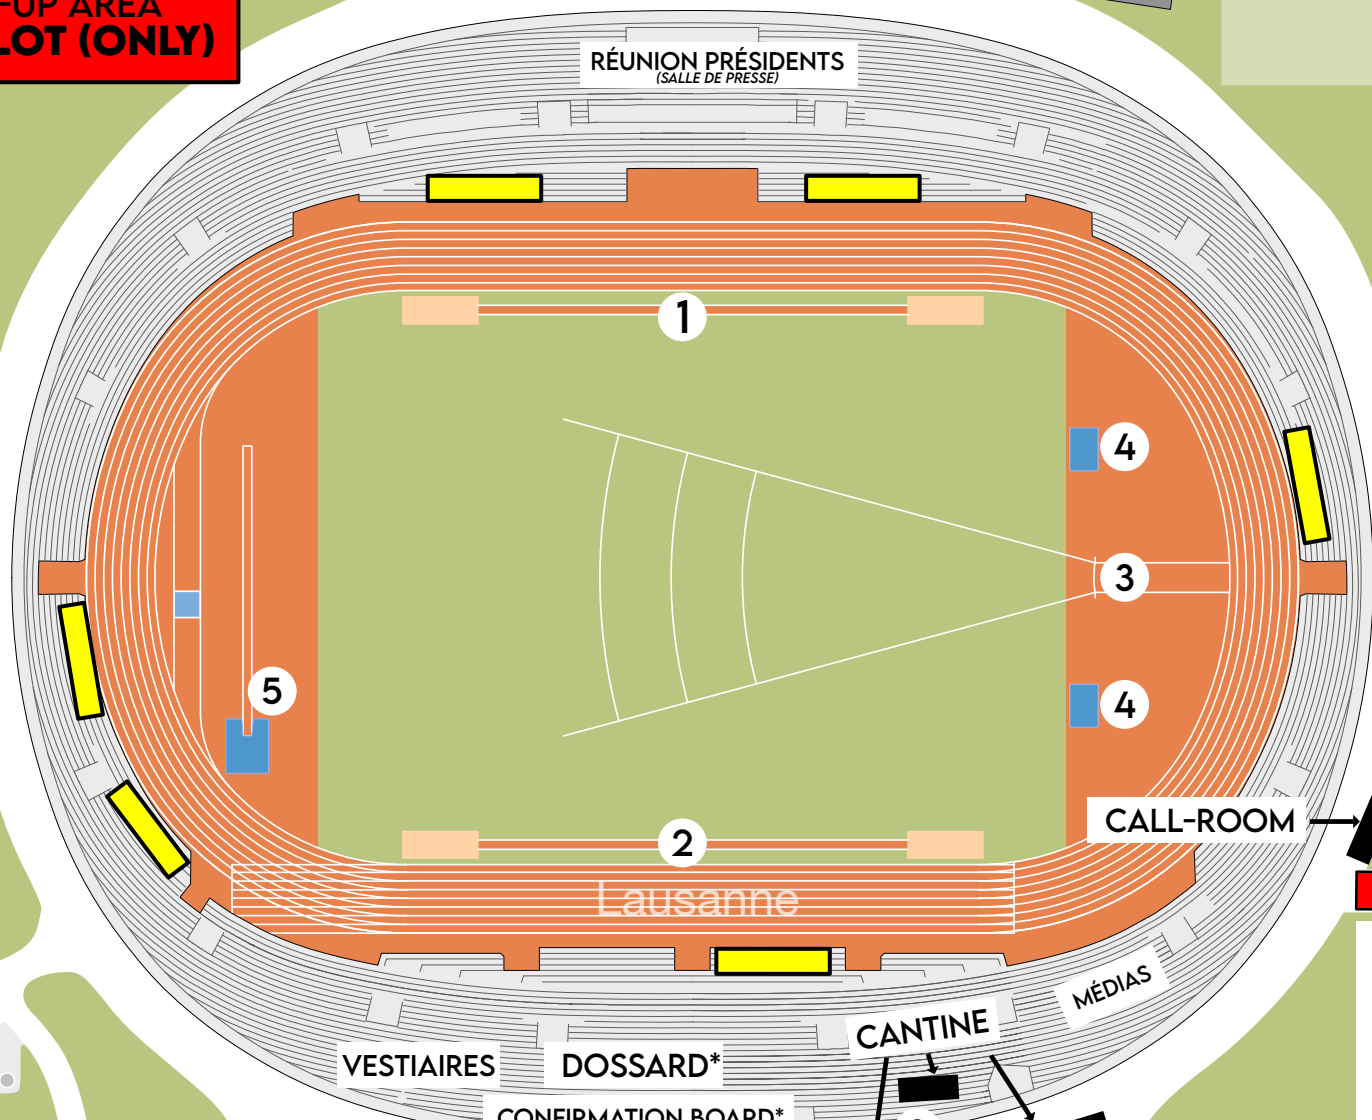 -UP AREA
LOT (ONLY)
RÉUNION PRÉSIDENTS
(SALLE DE PRESSE)
1
4
3
5
4
2
CALL-ROOM
Lausanne
MÉDIAS
CANTINE
VESTIAIRES
DOSSARD*
CONFIRMATION BOARD*